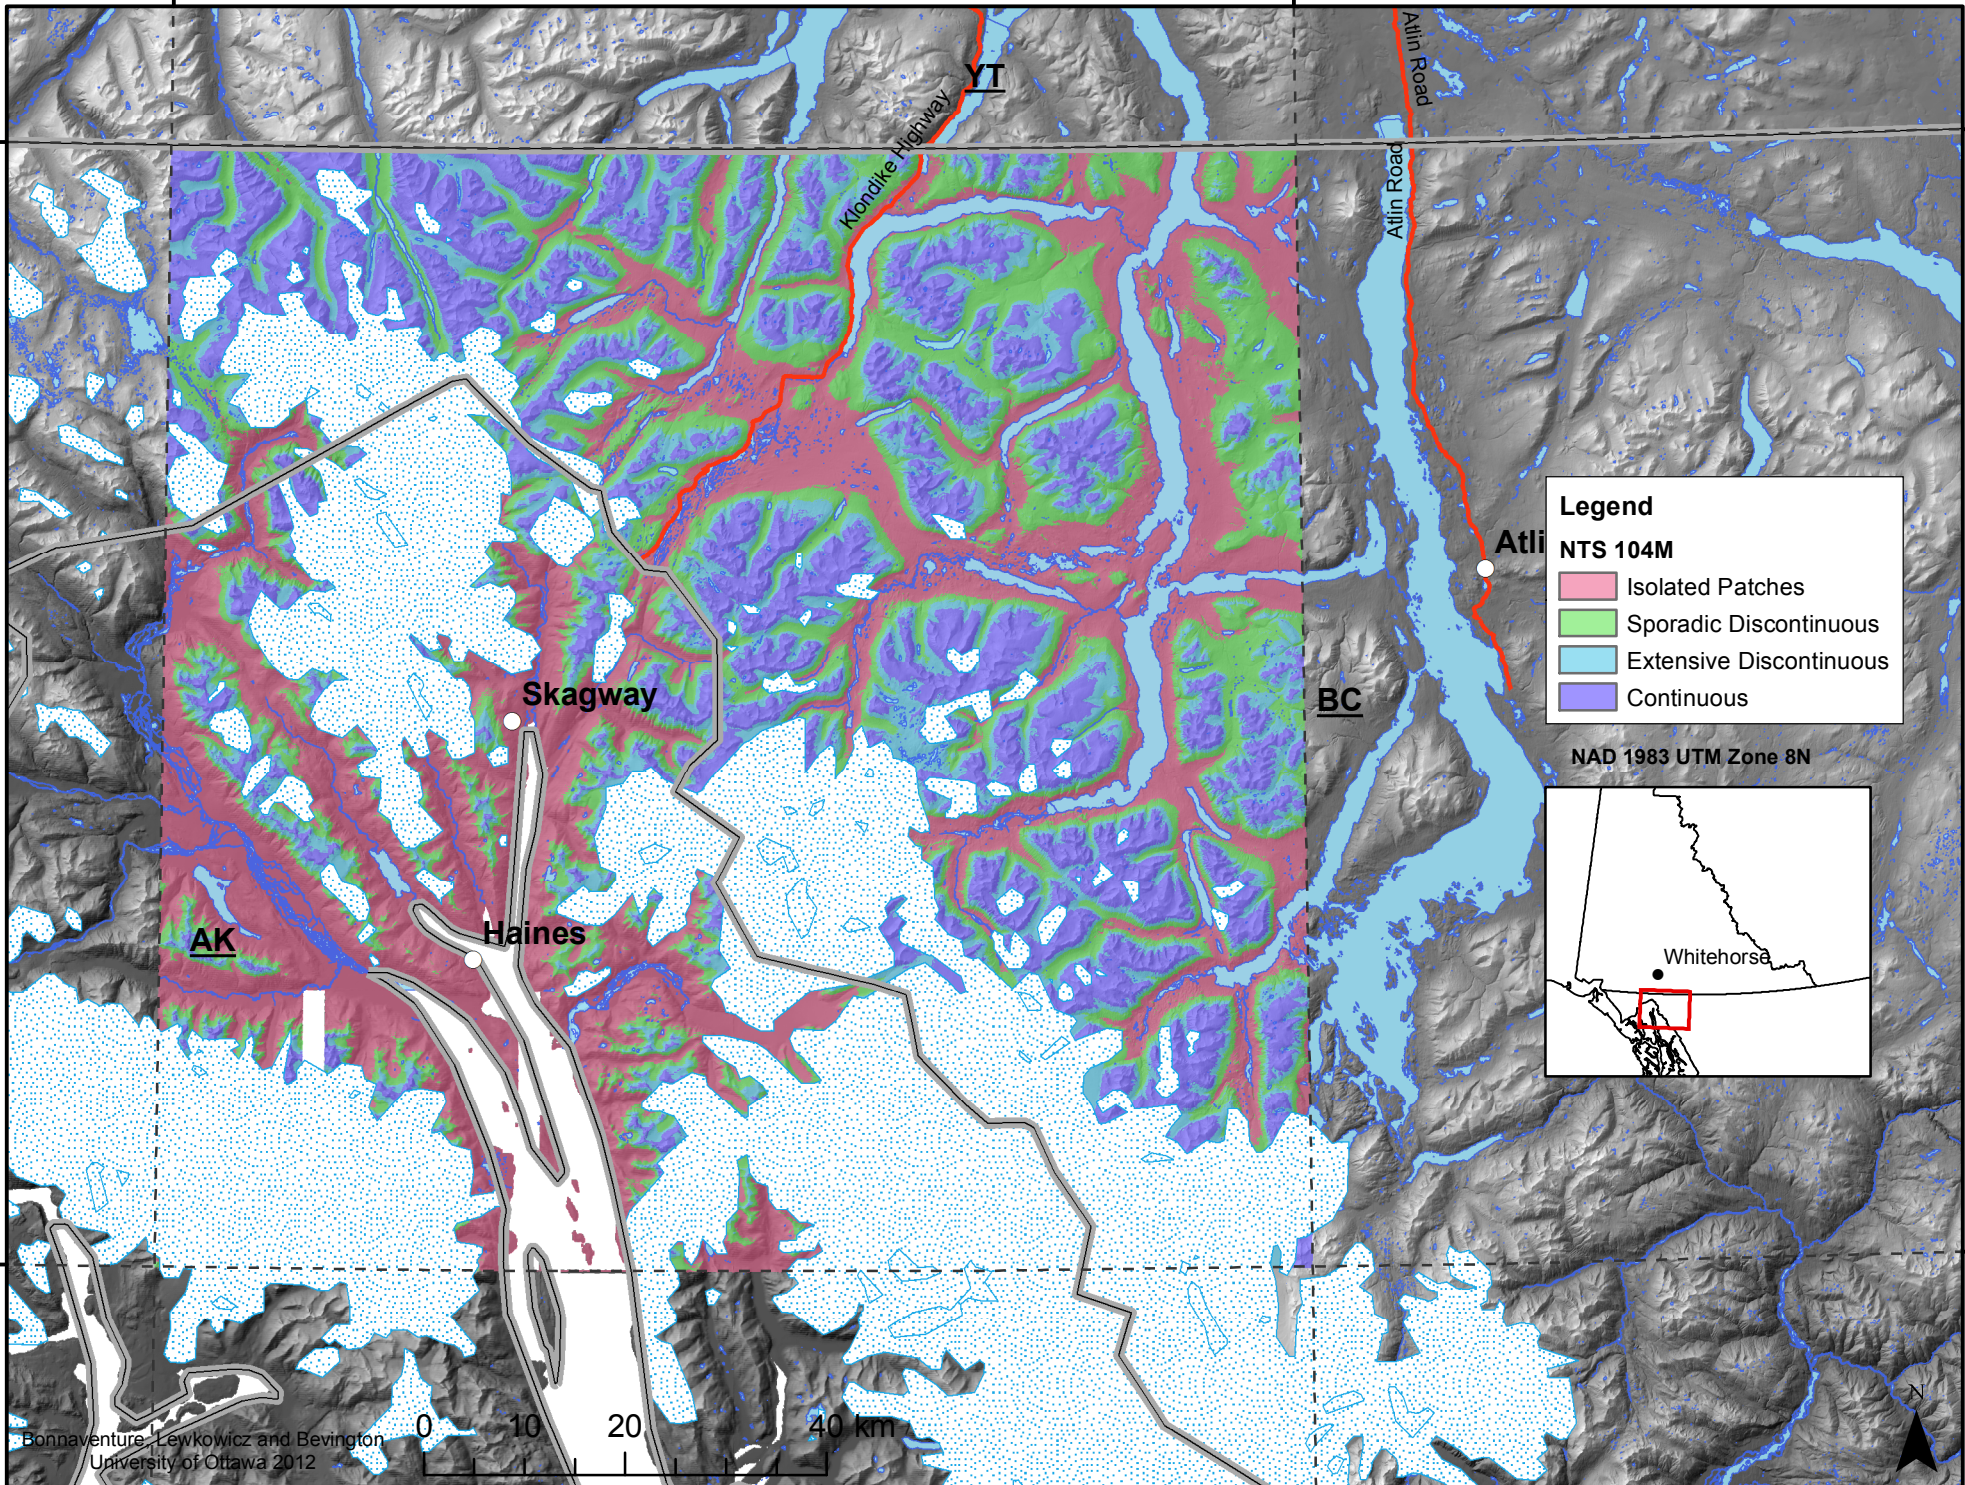 YT
Klondike Highway
Atlin Road
Atlin Road
Atli
Legend
NTS 104M
Isolated Patches
Sporadic Discontinuous
Extensive Discontinuous
Continuous
Skagway
BC
NAD 1983 UTM Zone 8N
Whitehorse
Haines
AK
N
0 10 20 40 km
Bonnaventure, Lewkowicz and Bevington
University of Ottawa 2012